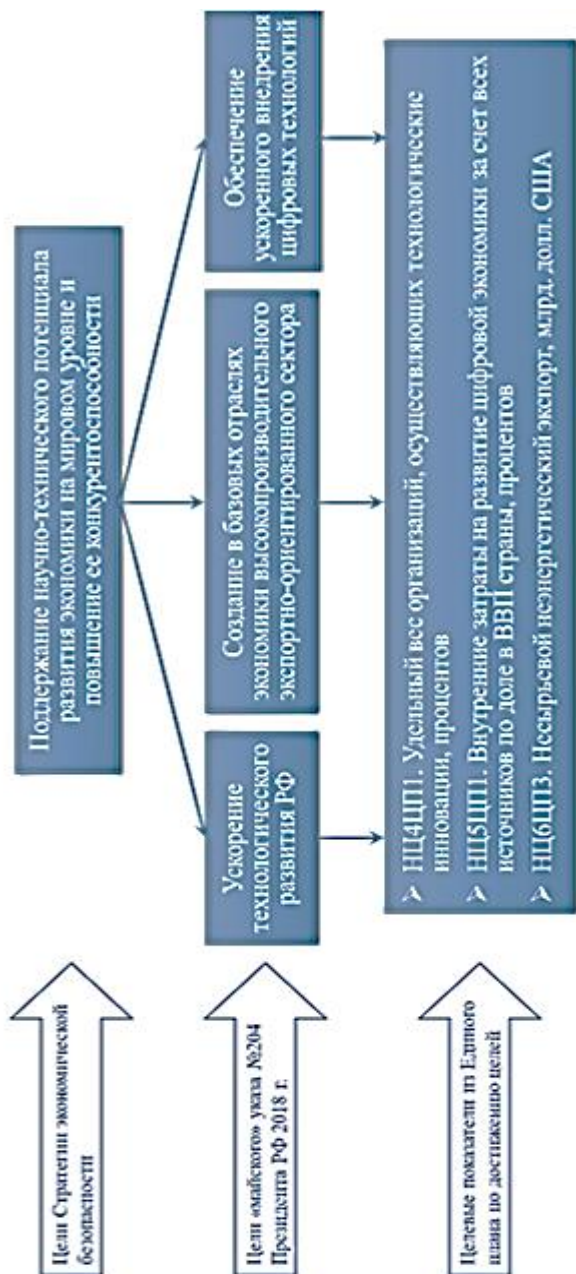 Цели Стратегии экономической
безопасности
Поддержание научно-технического потенциала
развития экономики на мировом уровне и
повышение ее конкурентоспособности
Цели «майского» указа №204
Президента РФ 2018 г.
Ускорение
технологического
развития РФ
Создание в базовых отраслях
экономики высокопроизводительного
экспортно-ориентированного сектора
Обеспечение
ускоренного внедрения
цифровых технологий
Целевые показатели из Единого
плана по достижению целей
➢ НЦ4ЦП1. Удельный вес организаций, осуществляющих технологические
инновации, процентов
➢ НЦ5ЦП1. Внутренние затраты на развитие цифровой экономики за счет всех
источников по доле в ВВП страны, процентов
➢ НЦ6ЦП3. Несырьевой неэнергетический экспорт, млрд. долл. США